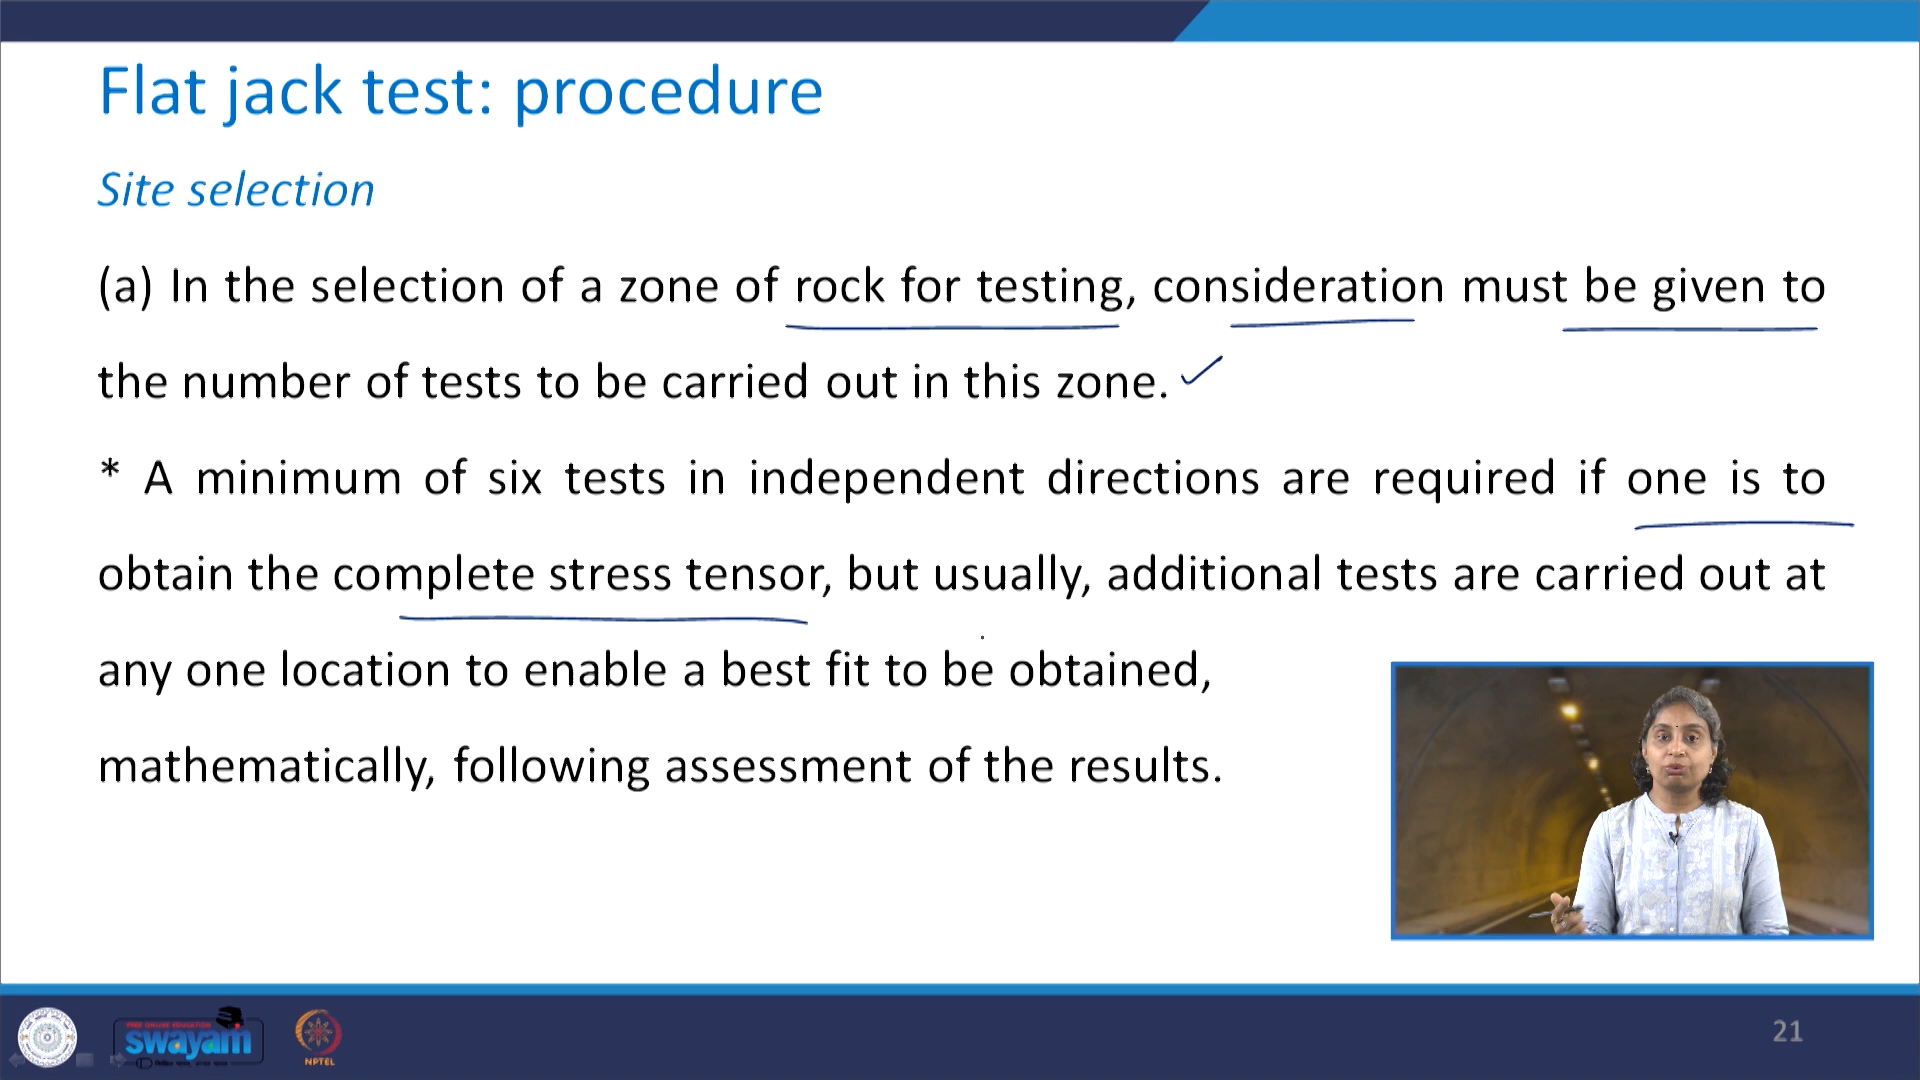 Flat jack test: procedure
Site selection
(a) In the selection of a zone of rock for testing, consideration must be given to
the number of tests to be carried out in this zone.
* A minimum of six tests in independent directions are required if one is to
obtain the complete stress tensor, but usually, additional tests are carried out at
any one location to enable a best fit to be obtained,
mathematically, following assessment of the results.
FREE ONLINE EDUCATION
swayam
NPTEL
21